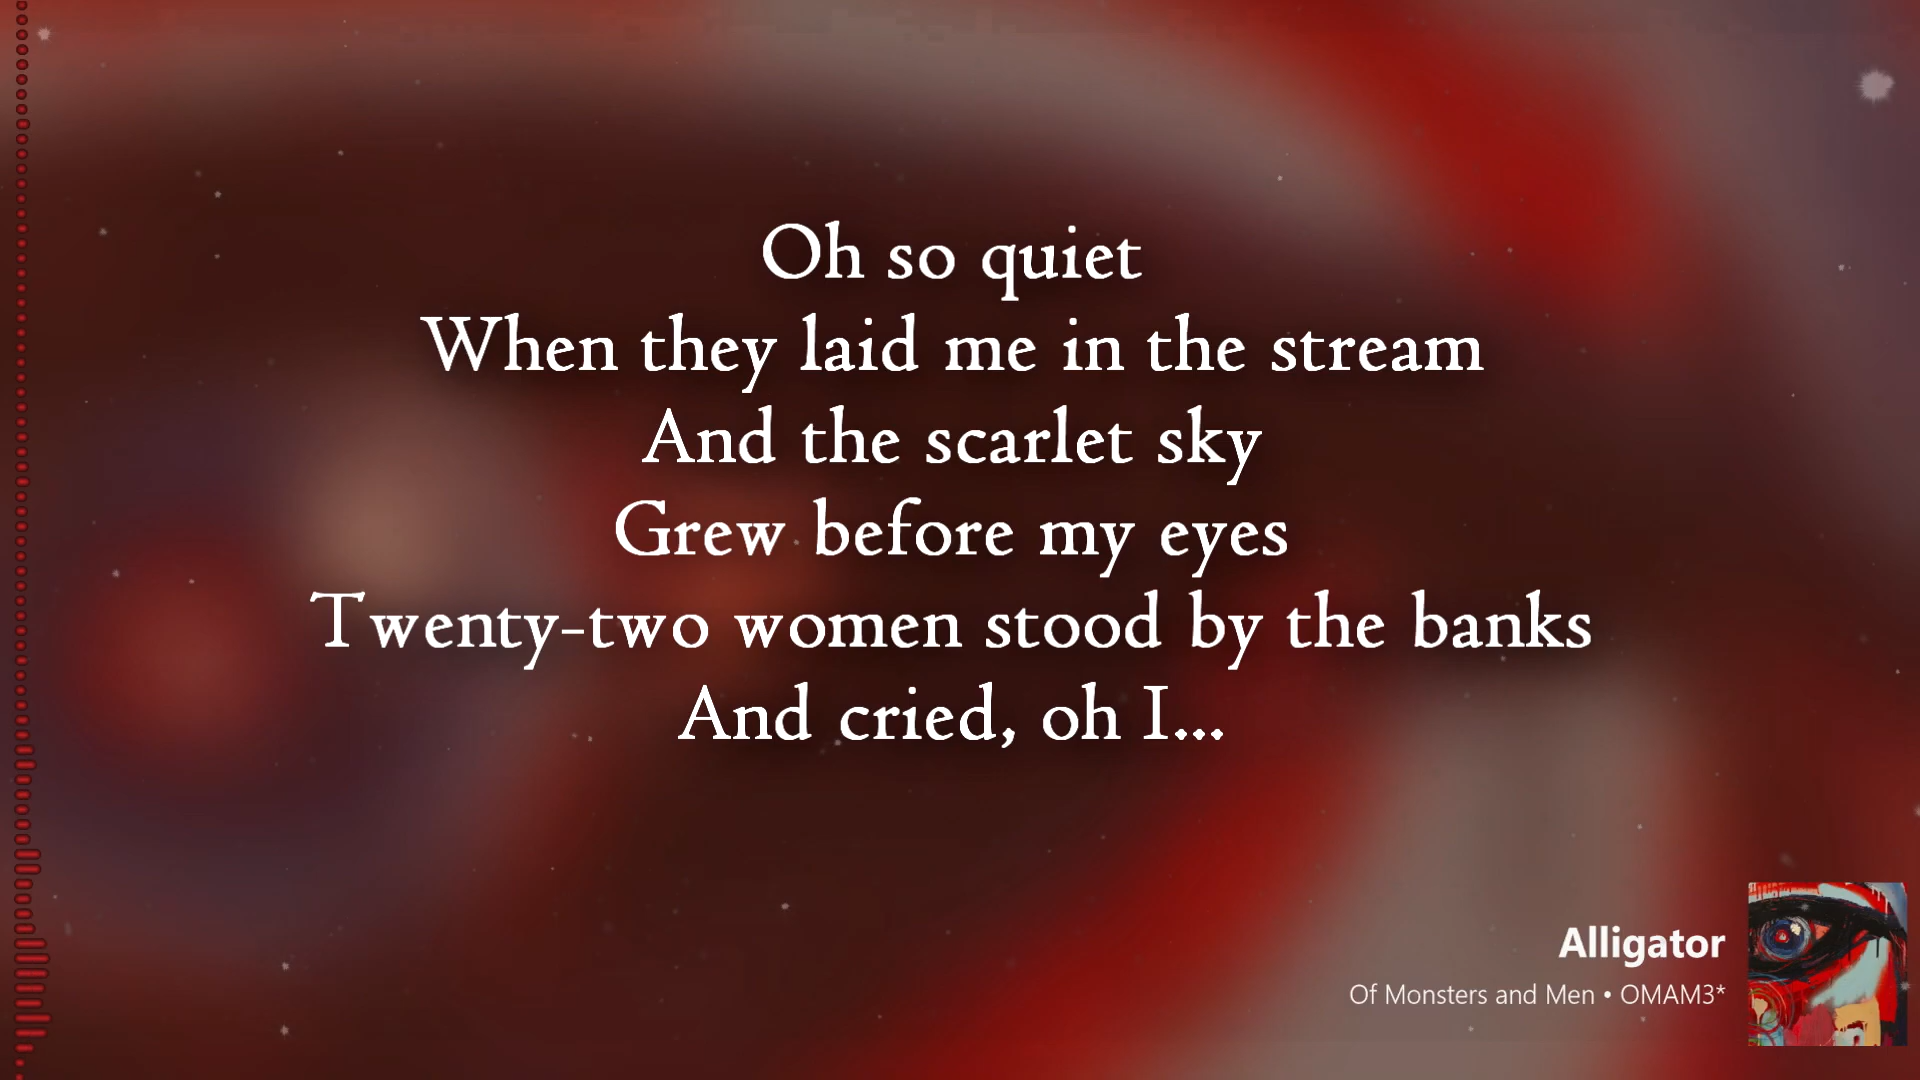 Oh so quiet
When they laid me in the stream
And the scarlet sky
Grew before my eyes
Twenty-two women stood by the banks
And cried, oh I...
Alligator
Of Monsters and Men • OMAM3*